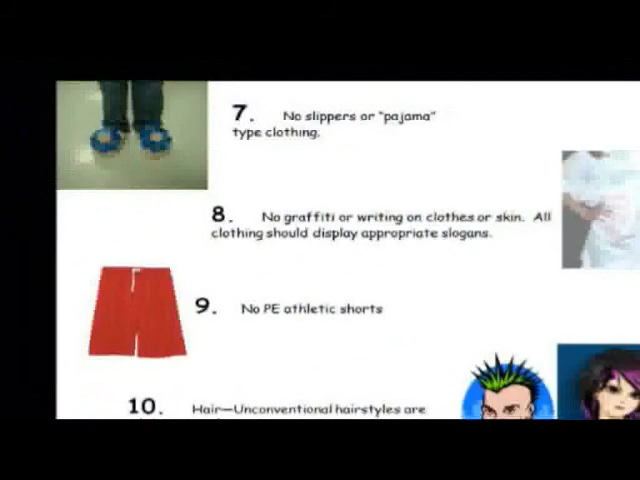 7. No slippers or "pajama"
type clothing.
8. No graffiti or writing on clothes or skin. All
clothing should display appropriate slogans.
9. No PE athletic shorts
10. Hair—Unconventional hairstyles are